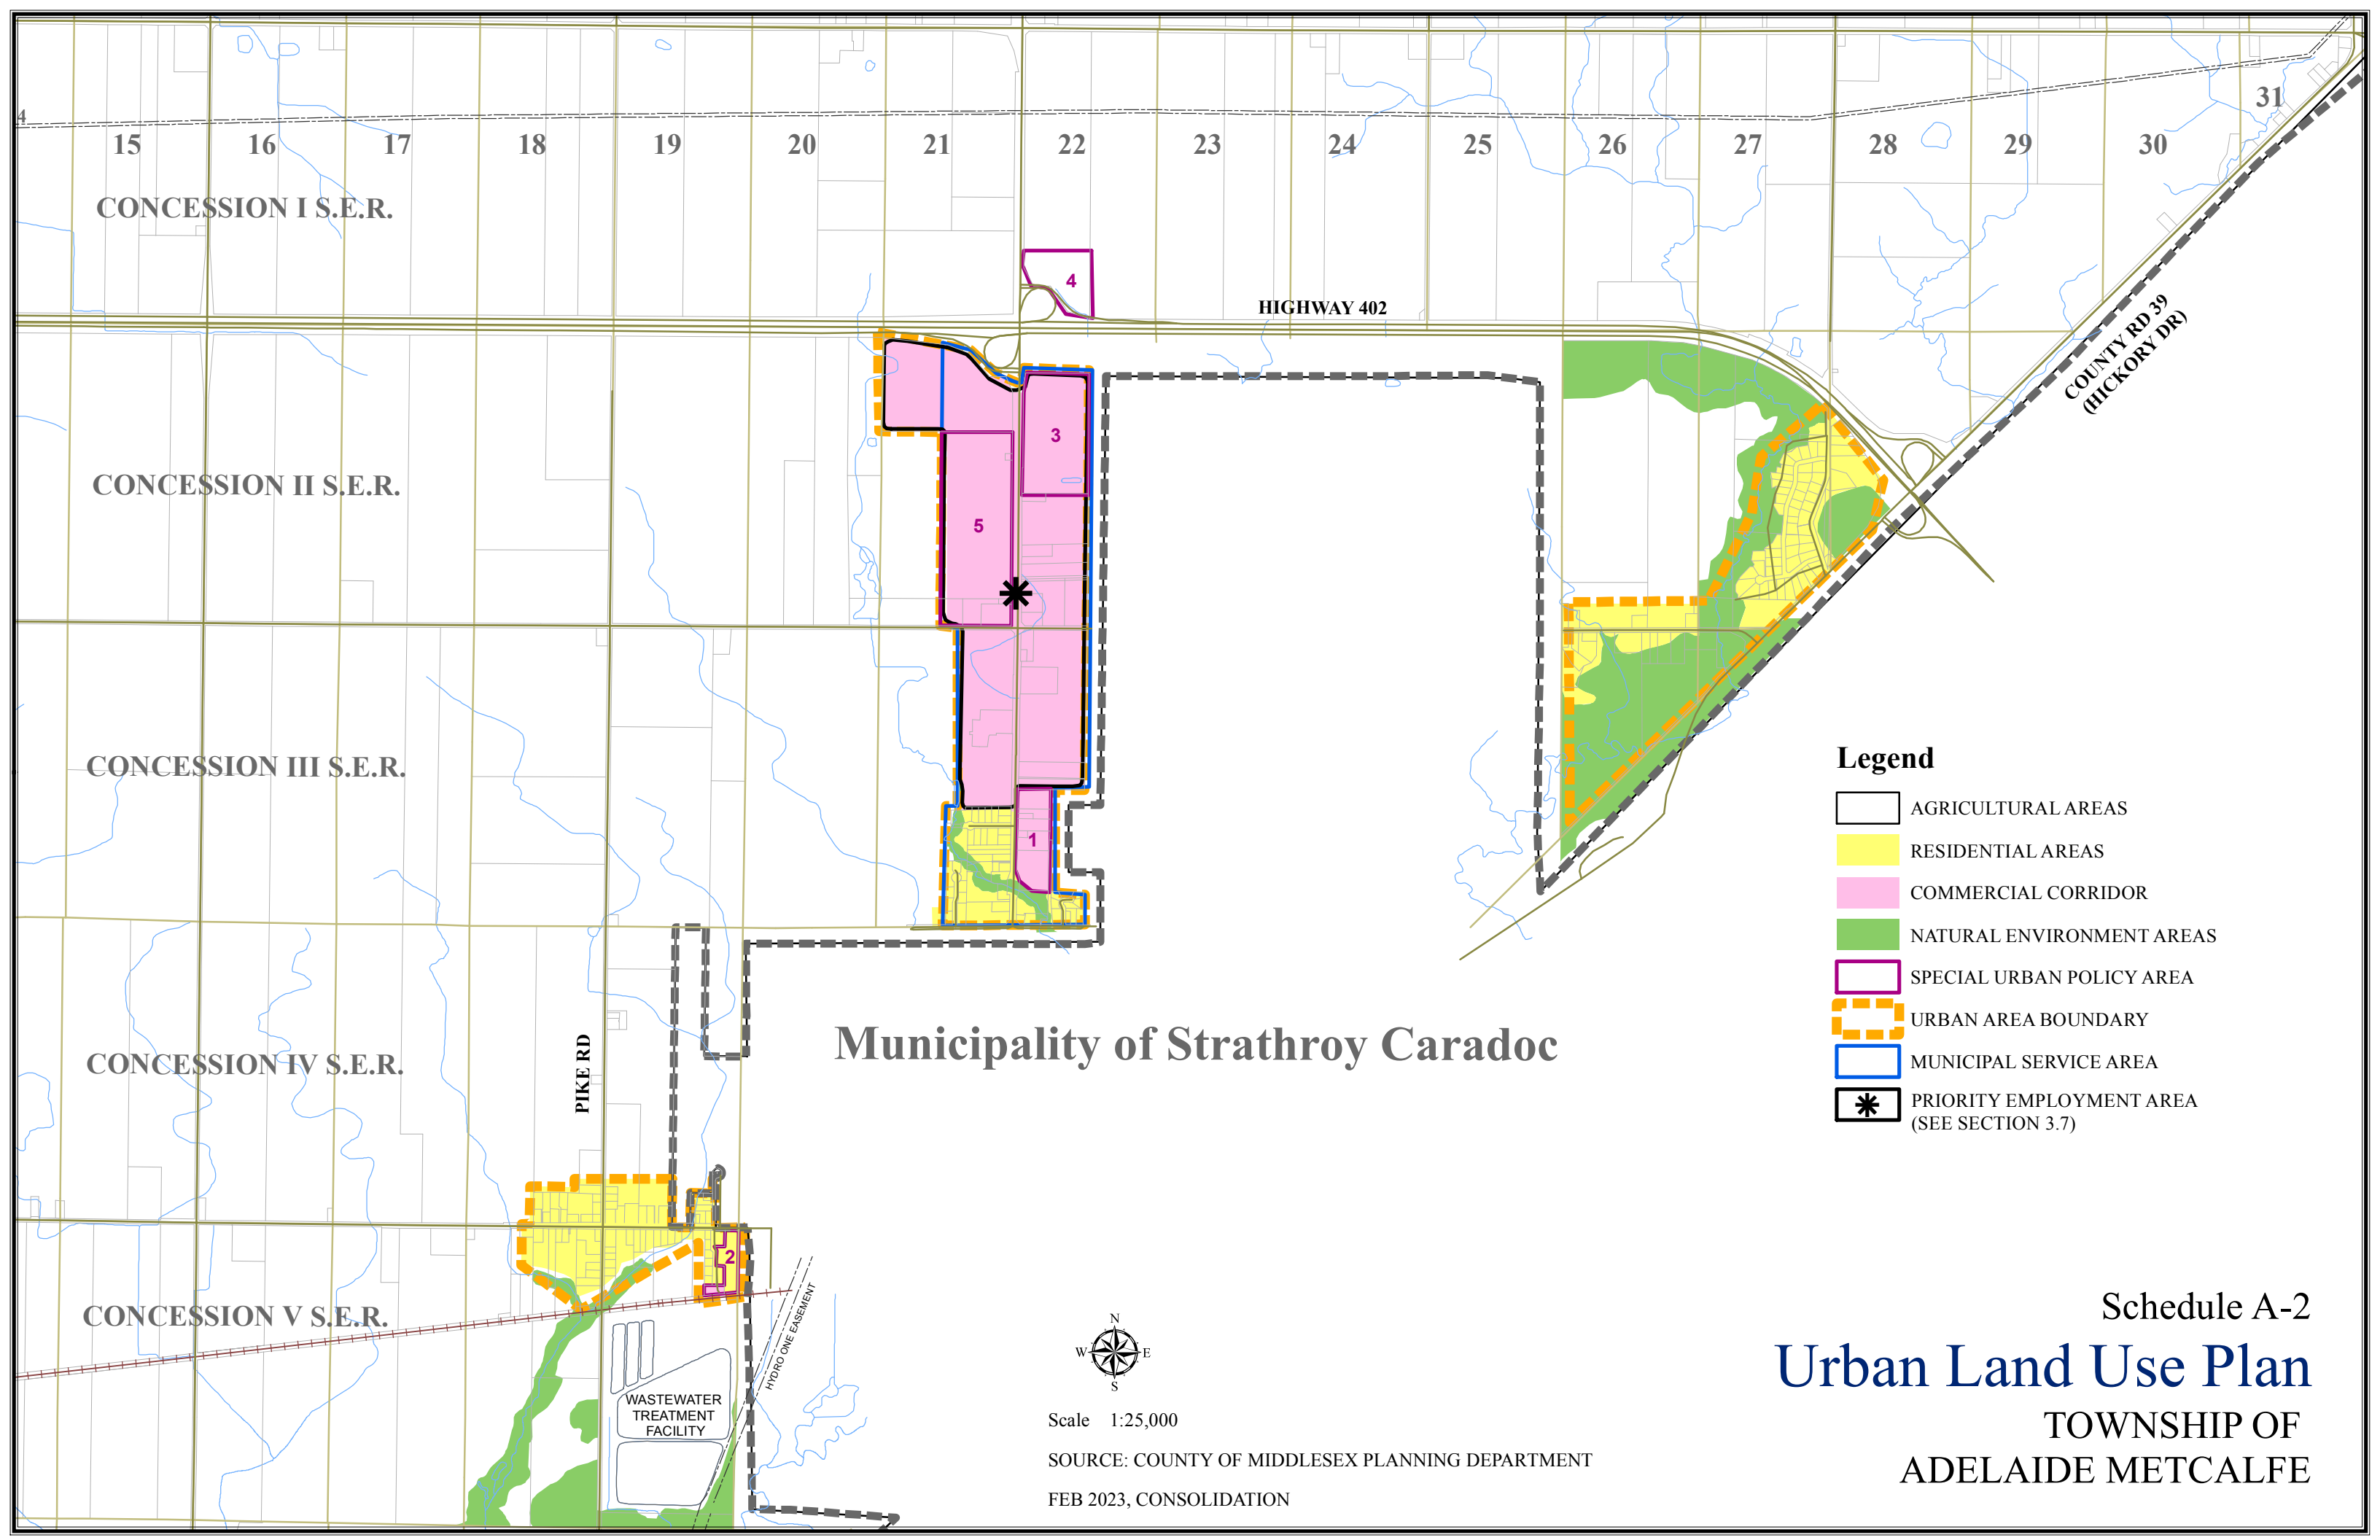 31
4
15 16 17 18 19 20 21 22 23 24 25 26 27 28 29 30
CONCESSION I S.E.R.
4
HIGHWAY 402
COUNTY RD 39
(HICKORY DR)
3
CONCESSION II S.E.R.
5
CONCESSION III S.E.R.
1
Legend
AGRICULTURAL AREAS
RESIDENTIAL AREAS
COMMERCIAL CORRIDOR
NATURAL ENVIRONMENT AREAS
SPECIAL URBAN POLICY AREA
URBAN AREA BOUNDARY
MUNICIPAL SERVICE AREA
PRIORITY EMPLOYMENT AREA
(SEE SECTION 3.7)
Municipality of Strathroy Caradoc
CONCESSION IV S.E.R.
PIKE RD
2
CONCESSION V S.E.R.
HYDRO ONE EASEMENT
WASTEWATER
TREATMENT
FACILITY
N
W E
S
Scale 1:25,000
SOURCE: COUNTY OF MIDDLESEX PLANNING DEPARTMENT
FEB 2023, CONSOLIDATION
Schedule A-2
Urban Land Use Plan
TOWNSHIP OF
ADELAIDE METCALFE